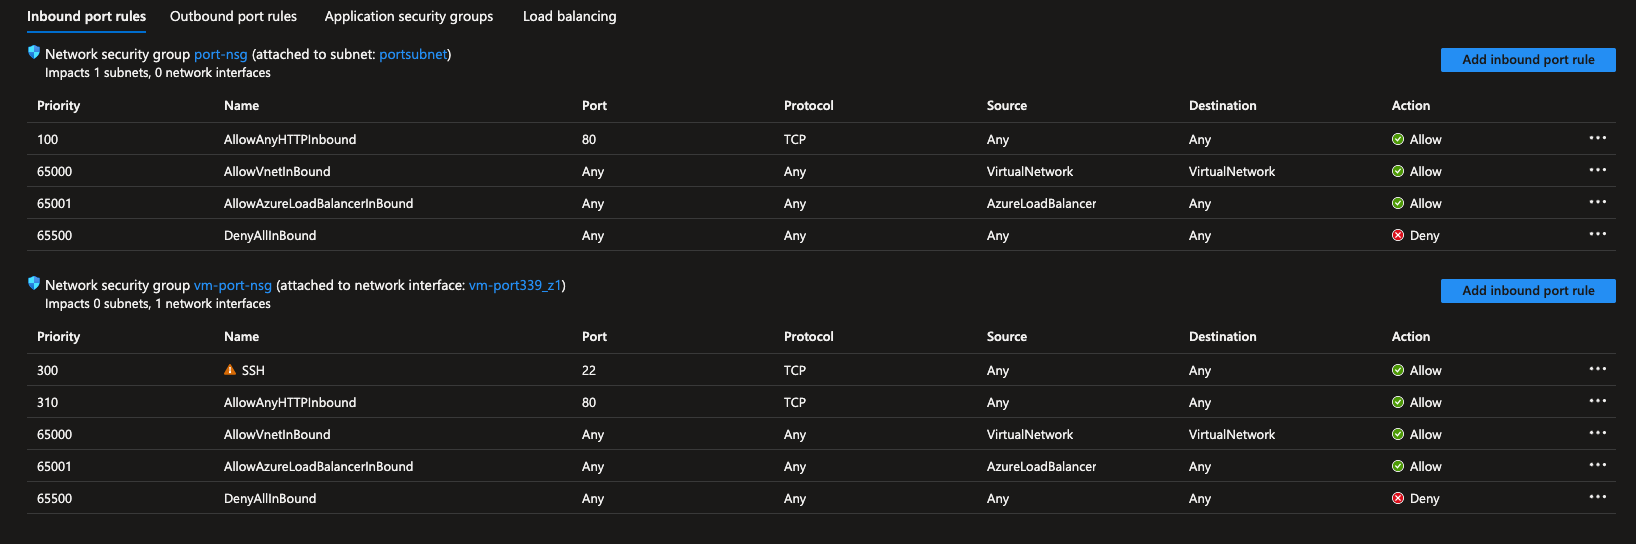 Inbound port rules Outbound port rules Application security groups Load balancing
Network security group port-nsg (attached to subnet: portsubnet)
Impacts 1 subnets, 0 network interfaces
Add inbound port rule
Priority Name Port Protocol Source Destination Action
100 AllowAnyHTTPInbound 80 TCP Any Any Allow
65000 AllowVnetInBound Any Any VirtualNetwork VirtualNetwork Allow
65001 AllowAzureLoadBalancerInBound Any Any AzureLoadBalancer Any Allow
65500 DenyAllInBound Any Any Any Any Deny
Network security group vm-port-nsg (attached to network interface: vm-port339_z1)
Impacts 0 subnets, 1 network interfaces
Add inbound port rule
Priority Name Port Protocol Source Destination Action
300 SSH 22 TCP Any Any Allow
310 AllowAnyHTTPInbound 80 TCP Any Any Allow
65000 AllowVnetInBound Any Any VirtualNetwork VirtualNetwork Allow
65001 AllowAzureLoadBalancerInBound Any Any AzureLoadBalancer Any Allow
65500 DenyAllInBound Any Any Any Any Deny